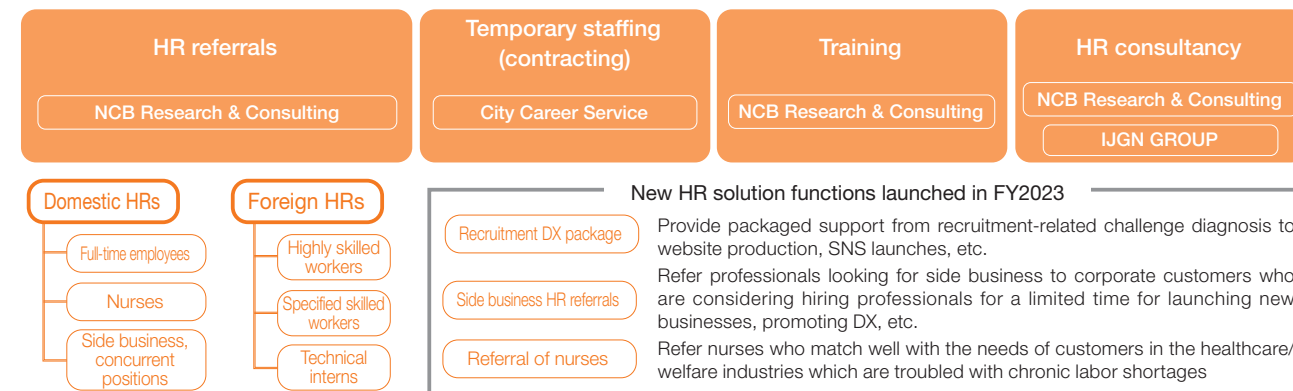 HR referrals
NCB Research & Consulting
Temporary staffing
(contracting)
City Career Service
Training
NCB Research & Consulting
HR consultancy
NCB Research & Consulting
IJGN GROUP
Domestic HRs
Full-time employees
Nurses
Side business,
concurrent
positions
Foreign HRs
Highly skilled
workers
Specified skilled
workers
Technical
interns
New HR solution functions launched in FY2023
Recruitment DX package
Provide packaged support from recruitment-related challenge diagnosis to
website production, SNS launches, etc.
Side business HR referrals
Refer professionals looking for side business to corporate customers who
are considering hiring professionals for a limited time for launching new
businesses, promoting DX, etc.
Referral of nurses
Refer nurses who match well with the needs of customers in the healthcare/
welfare industries which are troubled with chronic labor shortages